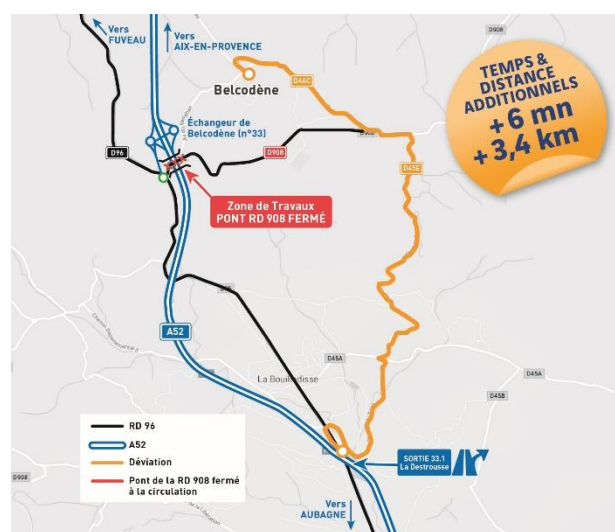 Vers
FUVEAU
Vers
AIX-EN-PROVENCE
D908
Belcodène
D46C
TEMPS &
DISTANCE
ADDITIONNELS
+ 6 mn
+ 3,4 km
Échangeur de
Belcodène (n°33)
D96
D908
D45E
Zone de Travaux
PONT RD 908 FERMÉ
A52
La Bouilladisse
D45A
D45A
D45B
RD 96
A52
Déviation
Pont de la RD 908 fermé
à la circulation
SORTIE 33.1
La Destrousse
D908
Vers
AUBAGNE